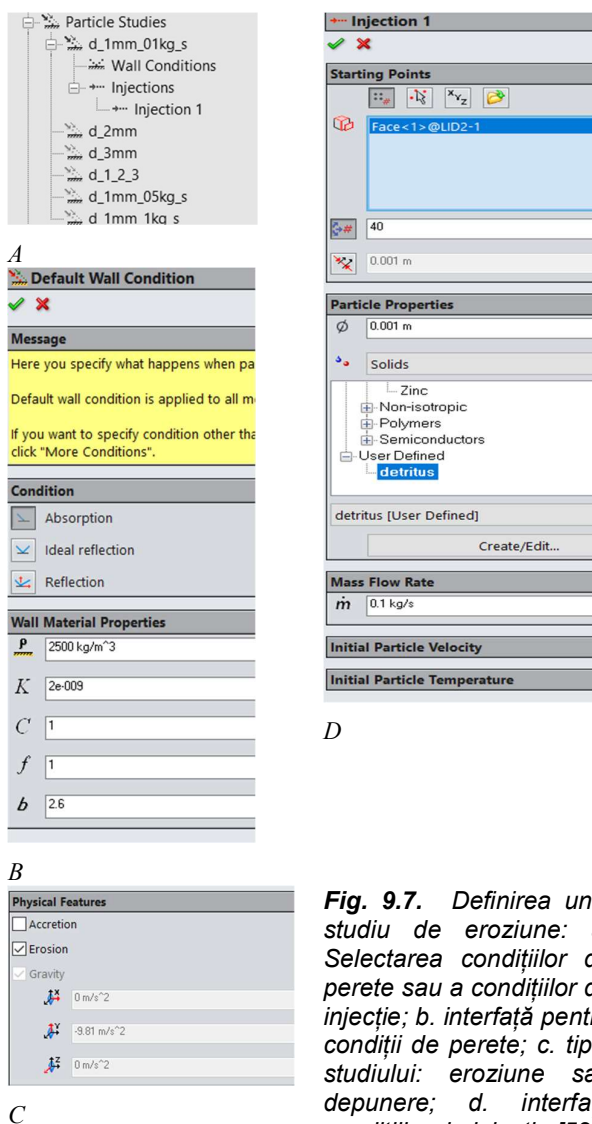 Particle Studies
d_1mm_01kg_s
Wall Conditions
Injections
Injection 1
d_2mm
d_3mm
d_1_2_3
d_1mm_05kg_s
d_1mm_1kg_s
A
Default Wall Condition
Message
Here you specify what happens when pa
Default wall condition is applied to all m
If you want to specify condition other tha
click "More Conditions".
Condition
Absorption
Ideal reflection
Reflection
Wall Material Properties
ρ 2500 kg/m^3
K 2e-009
C 1
f 1
b 2.6
B
Physical Features
Accretion
Erosion
Gravity
X 0 m/s^2
Y -9.81 m/s^2
Z 0 m/s^2
C
Injection 1
Starting Points
Face<1>@LID2-1
40
0.001 m
Particle Properties
Ø 0.001 m
Solids
Zinc
Non-isotropic
Polymers
Semiconductors
User Defined
detritus
detritus [User Defined]
Create/Edit...
Mass Flow Rate
ṁ 0.1 kg/s
Initial Particle Velocity
Initial Particle Temperature
D
Fig. 9.7. Definirea un
studiu de eroziune:
Selectarea condițiilor d
perete sau a condițiilor d
injecție; b. interfață pent
condiții de perete; c. tip
studiului: eroziune sa
depunere; d. interfa